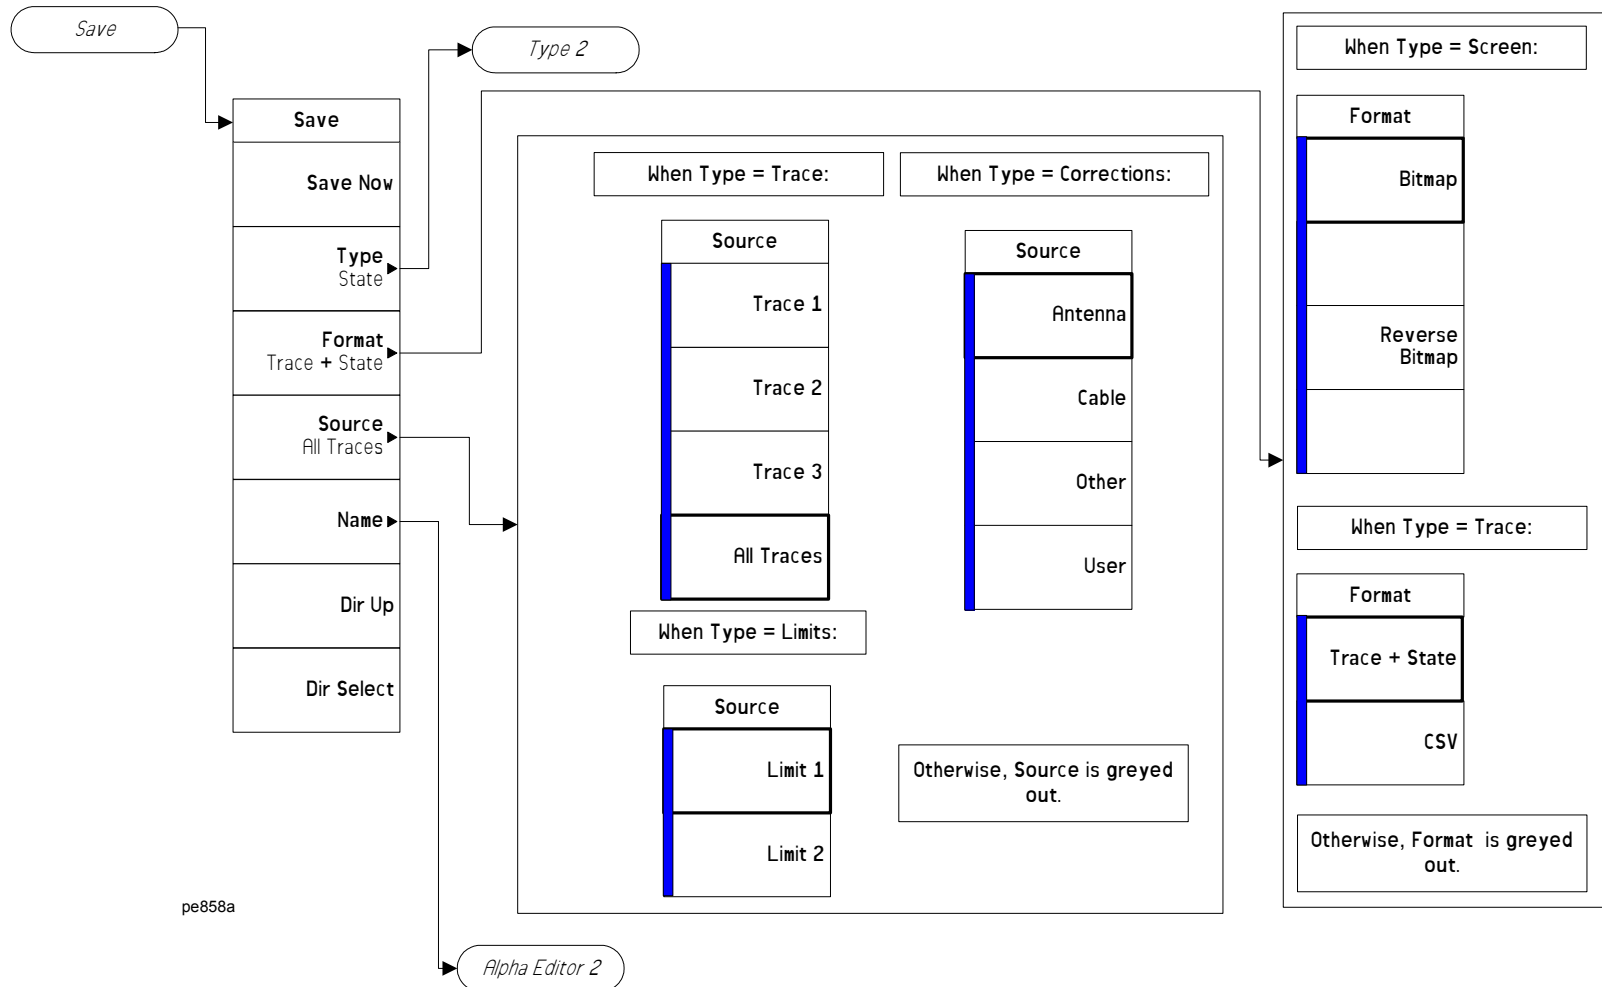 Save
Type 2
Save
Save Now
Type
State
Format
Trace + State
Source
All Traces
Name
Dir Up
Dir Select
When Type = Trace:
Source
Trace 1
Trace 2
Trace 3
All Traces
When Type = Corrections:
Source
Antenna
Cable
Other
User
When Type = Limits:
Source
Limit 1
Limit 2
Otherwise, Source is greyed
out.
When Type = Screen:
Format
Bitmap
Reverse
Bitmap
When Type = Trace:
Format
Trace + State
CSV
Otherwise, Format is greyed
out.
pe858a
Alpha Editor 2